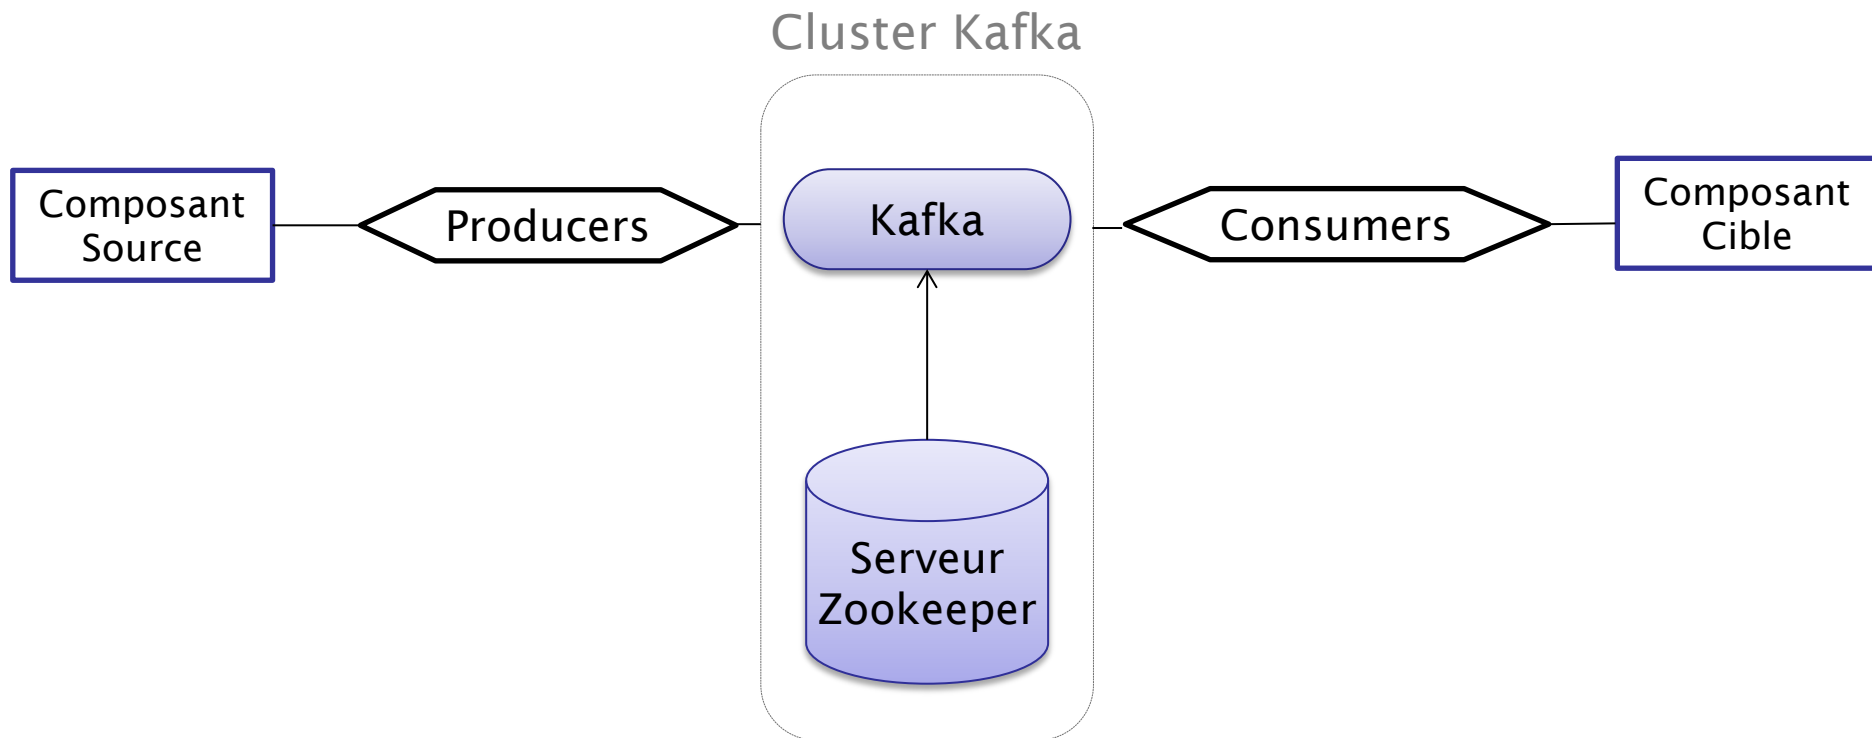 Cluster Kafka
Composant
Source
Producers
Kafka
Consumers
Composant
Cible
Serveur
Zookeeper